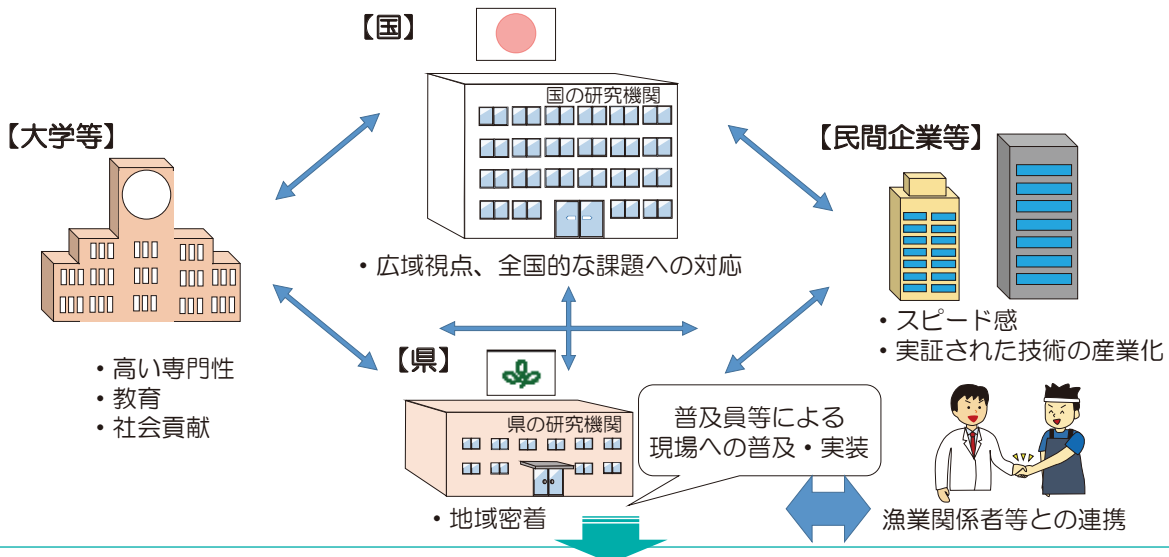 【国】
国の研究機関
・広域視点、全国的な課題への対応
【大学等】
・高い専門性
・教育
・社会貢献
【民間企業等】
・スピード感
・実証された技術の産業化
【県】
県の研究機関
・地域密着
普及員等による
現場への普及・実装
漁業関係者等との連携